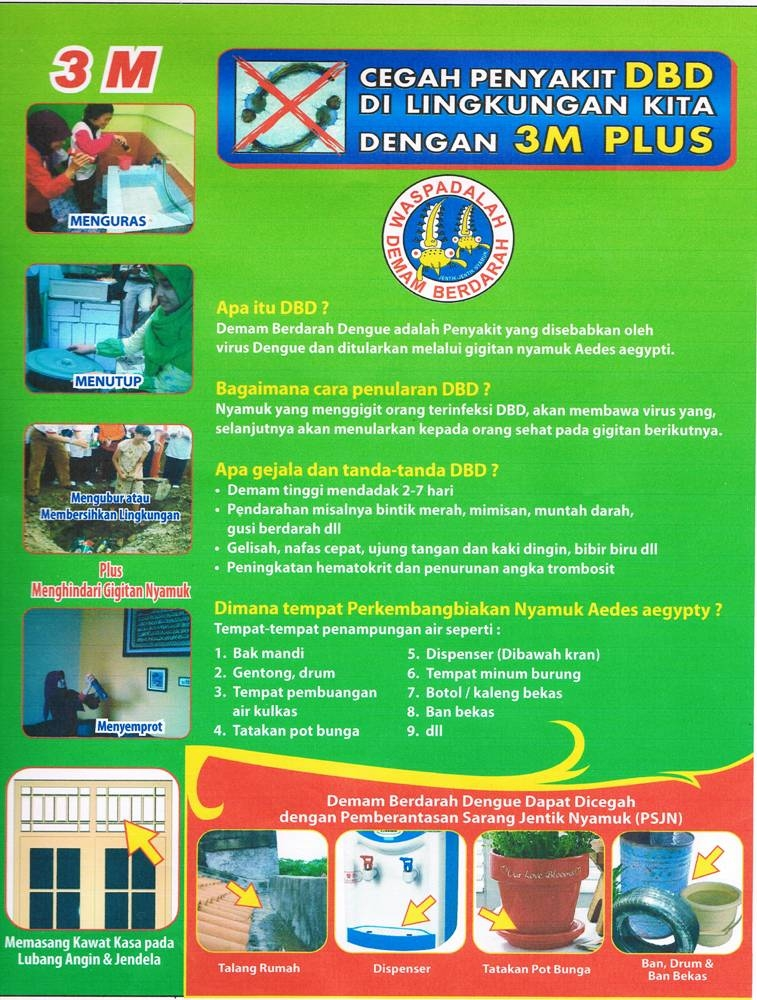 3 M
CEGAH PENYAKIT DBD
DI LINGKUNGAN KITA
DENGAN 3M PLUS
MENGURAS
WASPADALAH
DEMAM BERDARAH
JENTIK-JENTIK NYAMUK
Apa itu DBD ?
Demam Berdarah Dengue adalah Penyakit yang disebabkan oleh
virus Dengue dan ditularkan melalui gigitan nyamuk Aedes aegypti.
MENUTUP
Bagaimana cara penularan DBD ?
Nyamuk yang menggigit orang terinfeksi DBD, akan membawa virus yang,
selanjutnya akan menularkan kepada orang sehat pada gigitan berikutnya.
Mengubur atau
Membersihkan Lingkungan
Apa gejala dan tanda-tanda DBD ?
• Demam tinggi mendadak 2-7 hari
• Pendarahan misalnya bintik merah, mimisan, muntah darah,
gusi berdarah dll
• Gelisah, nafas cepat, ujung tangan dan kaki dingin, bibir biru dll
• Peningkatan hematokrit dan penurunan angka trombosit
Plus
Menghindari Gigitan Nyamuk
Menyemprot
Dimana tempat Perkembangbiakan Nyamuk Aedes aegypty ?
Tempat-tempat penampungan air seperti :
1. Bak mandi
2. Gentong, drum
3. Tempat pembuangan
air kulkas
4. Tatakan pot bunga
5. Dispenser (Dibawah kran)
6. Tempat minum burung
7. Botol / kaleng bekas
8. Ban bekas
9. dll
Memasang Kawat Kasa pada
Lubang Angin & Jendela
Demam Berdarah Dengue Dapat Dicegah
dengan Pemberantasan Sarang Jentik Nyamuk (PSJN)
"Our Love Blooms"
Talang Rumah
Dispenser
Tatakan Pot Bunga
Ban, Drum &
Ban Bekas